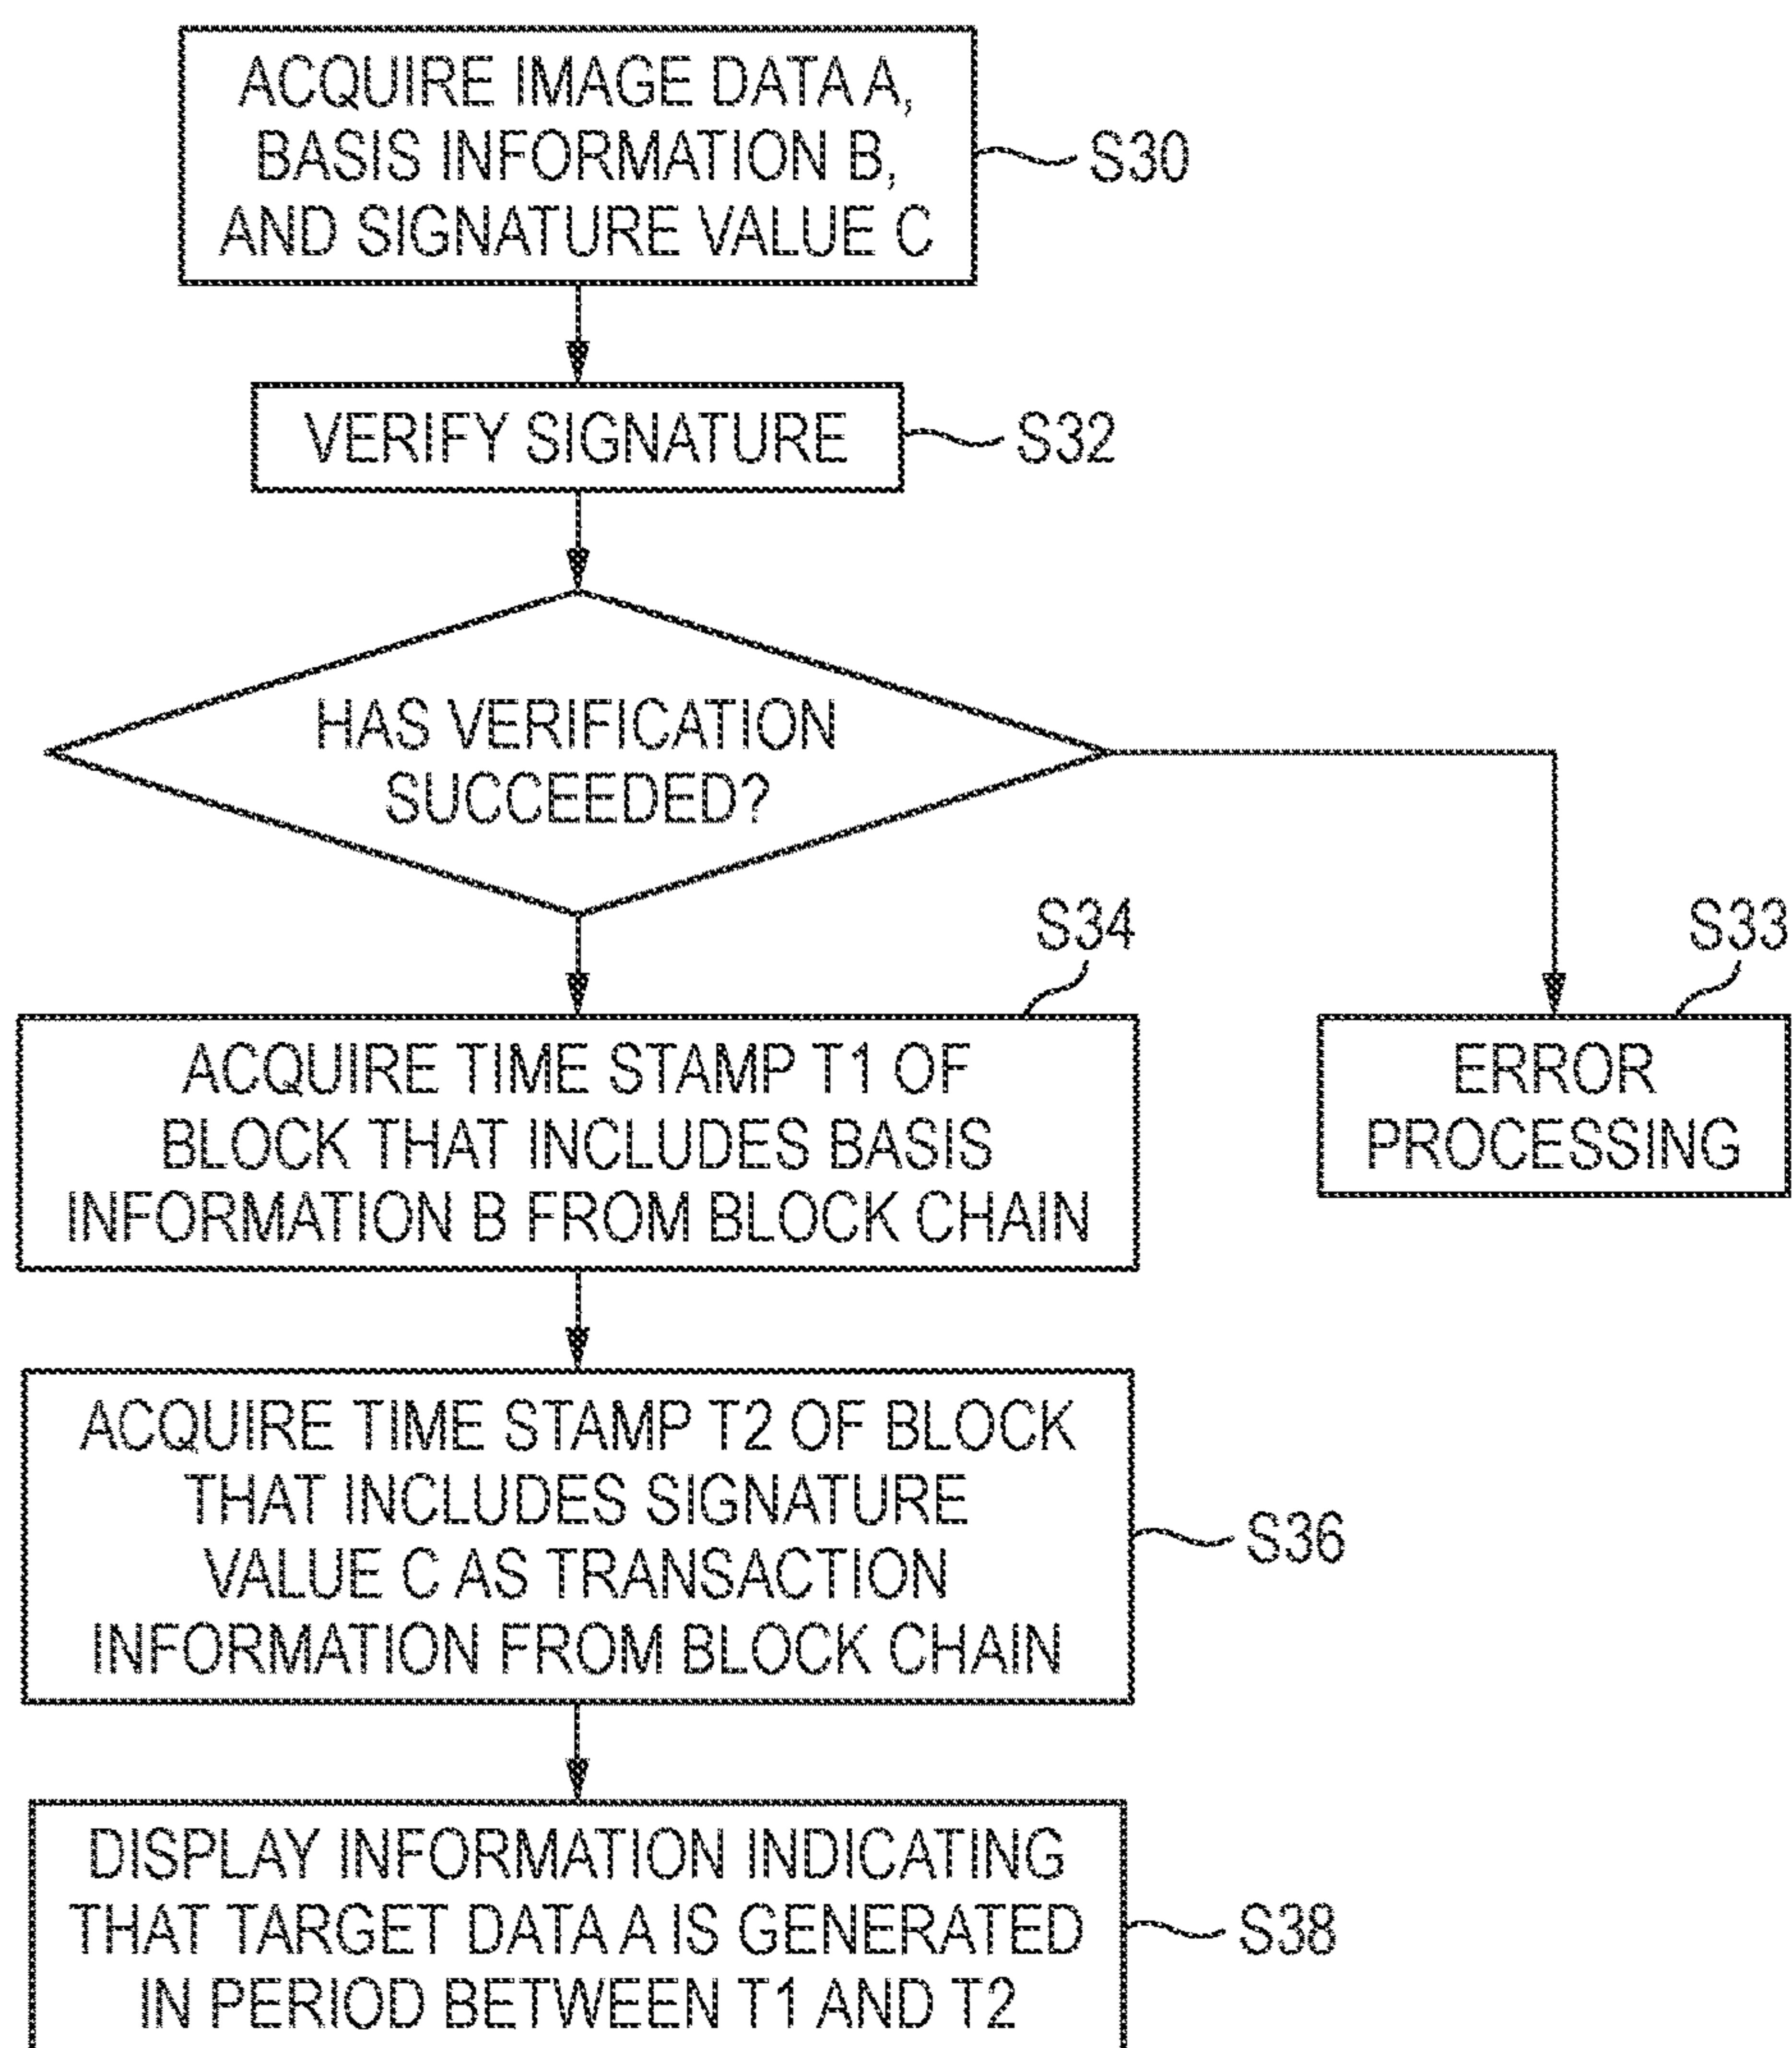 ACQUIRE IMAGE DATA A,
BASIS INFORMATION B,
AND SIGNATURE VALUE C
S30
VERIFY SIGNATURE
S32
HAS VERIFICATION
SUCCEEDED?
S34
S33
ACQUIRE TIME STAMP T1 OF
BLOCK THAT INCLUDES BASIS
INFORMATION B FROM BLOCK CHAIN
ERROR
PROCESSING
ACQUIRE TIME STAMP T2 OF BLOCK
THAT INCLUDES SIGNATURE
VALUE C AS TRANSACTION
INFORMATION FROM BLOCK CHAIN
S36
DISPLAY INFORMATION INDICATING
THAT TARGET DATA A IS GENERATED
IN PERIOD BETWEEN T1 AND T2
S38